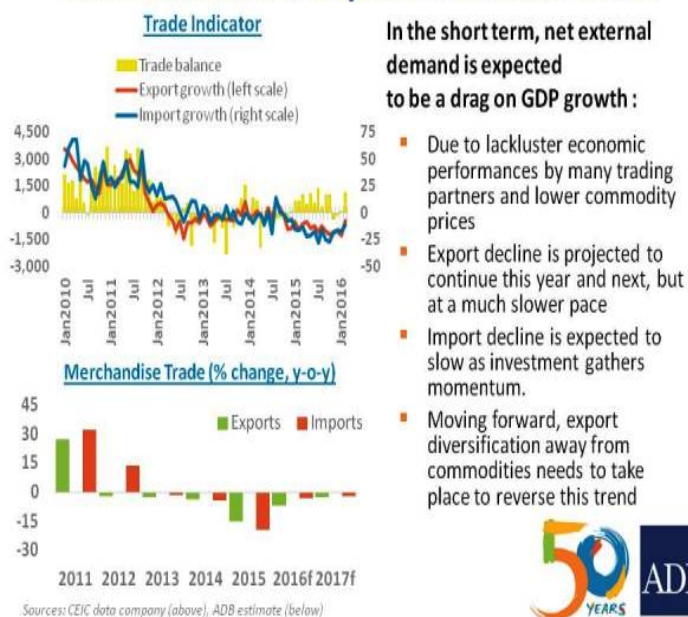 Trade Indicator
Trade balance
Export growth (left scale)
Import growth (right scale)
4,500
3,000
1,500
0
-1,500
-3,000
75
50
25
0
-25
-50
Jan2010
Jul
Jan2011
Jul
Jan2012
Jul
Jan2013
Jul
Jan2014
Jul
Jan2015
Jul
Jan2016
Merchandise Trade (% change, y-o-y)
45
30
15
0
-15
-30
Exports
Imports
2011 2012 2013 2014 2015 2016f 2017f
Sources: CEIC data company (above), ADB estimate (below)
In the short term, net external
demand is expected
to be a drag on GDP growth :
▪ Due to lackluster economic
performances by many trading
partners and lower commodity
prices
▪ Export decline is projected to
continue this year and next, but
at a much slower pace
▪ Import decline is expected to
slow as investment gathers
momentum.
▪ Moving forward, export
diversification away from
commodities needs to take
place to reverse this trend
50
YEARS
AD